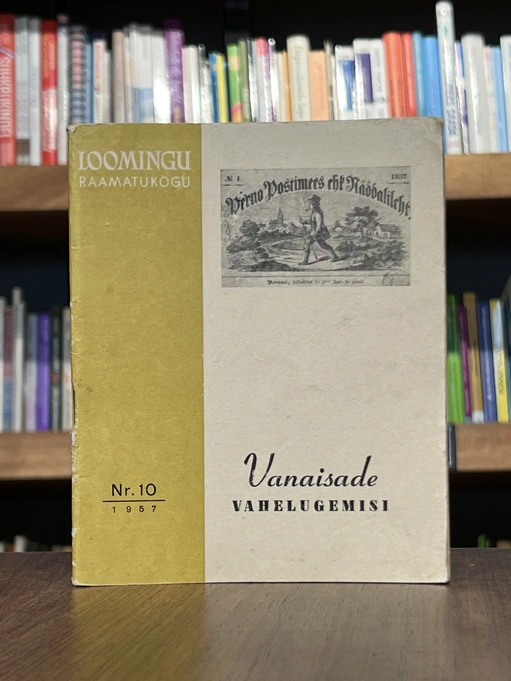 LOOMINGU
RAAMATUKOGU
№ 1. 1857.
Perno Postimees ehk Näddalileht.
Vanaisade
VAHELUGEMISI
Nr. 10
1957